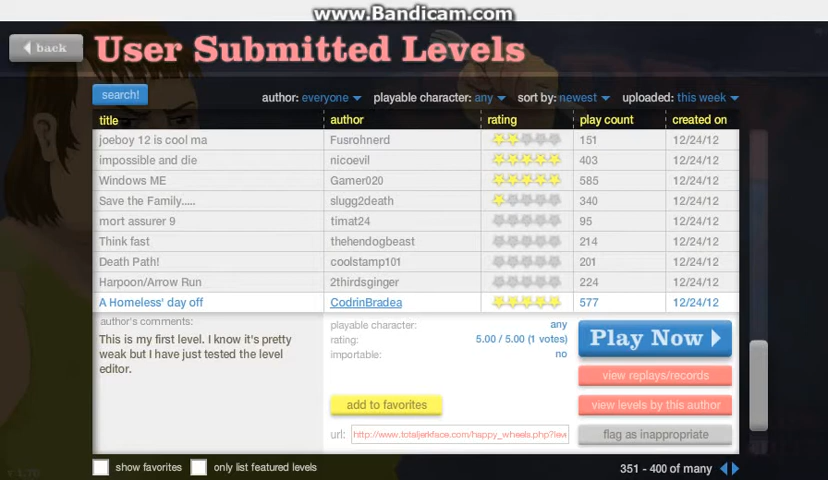 www.Bandicam.com
back
User Submitted Levels
search!
author: everyone playable character: any sort by: newest uploaded: this week
title author rating play count created on
joeboy 12 is cool ma Fusrohnerd 151 12/24/12
impossible and die nicoevil 403 12/24/12
Windows ME Gamer020 585 12/24/12
Save the Family..... slugg2death 340 12/24/12
mort assurer 9 timat24 95 12/24/12
Think fast thehendogbeast 214 12/24/12
Death Path! coolstamp101 201 12/24/12
Harpoon/Arrow Run 2thirdsginger 224 12/24/12
A Homeless' day off CodrinBradea 577 12/24/12
author's comments:
This is my first level. I know it's pretty
weak but I have just tested the level
editor.
playable character: any
rating: 5.00 / 5.00 (1 votes)
importable: no
add to favorites
url: http://www.totaljerkface.com/happy_wheels.php?leve
Play Now
view replays/records
view levels by this author
flag as inappropriate
show favorites only list featured levels
351 - 400 of many